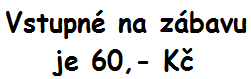 Vstupné na zábavu
je 60,- Kč